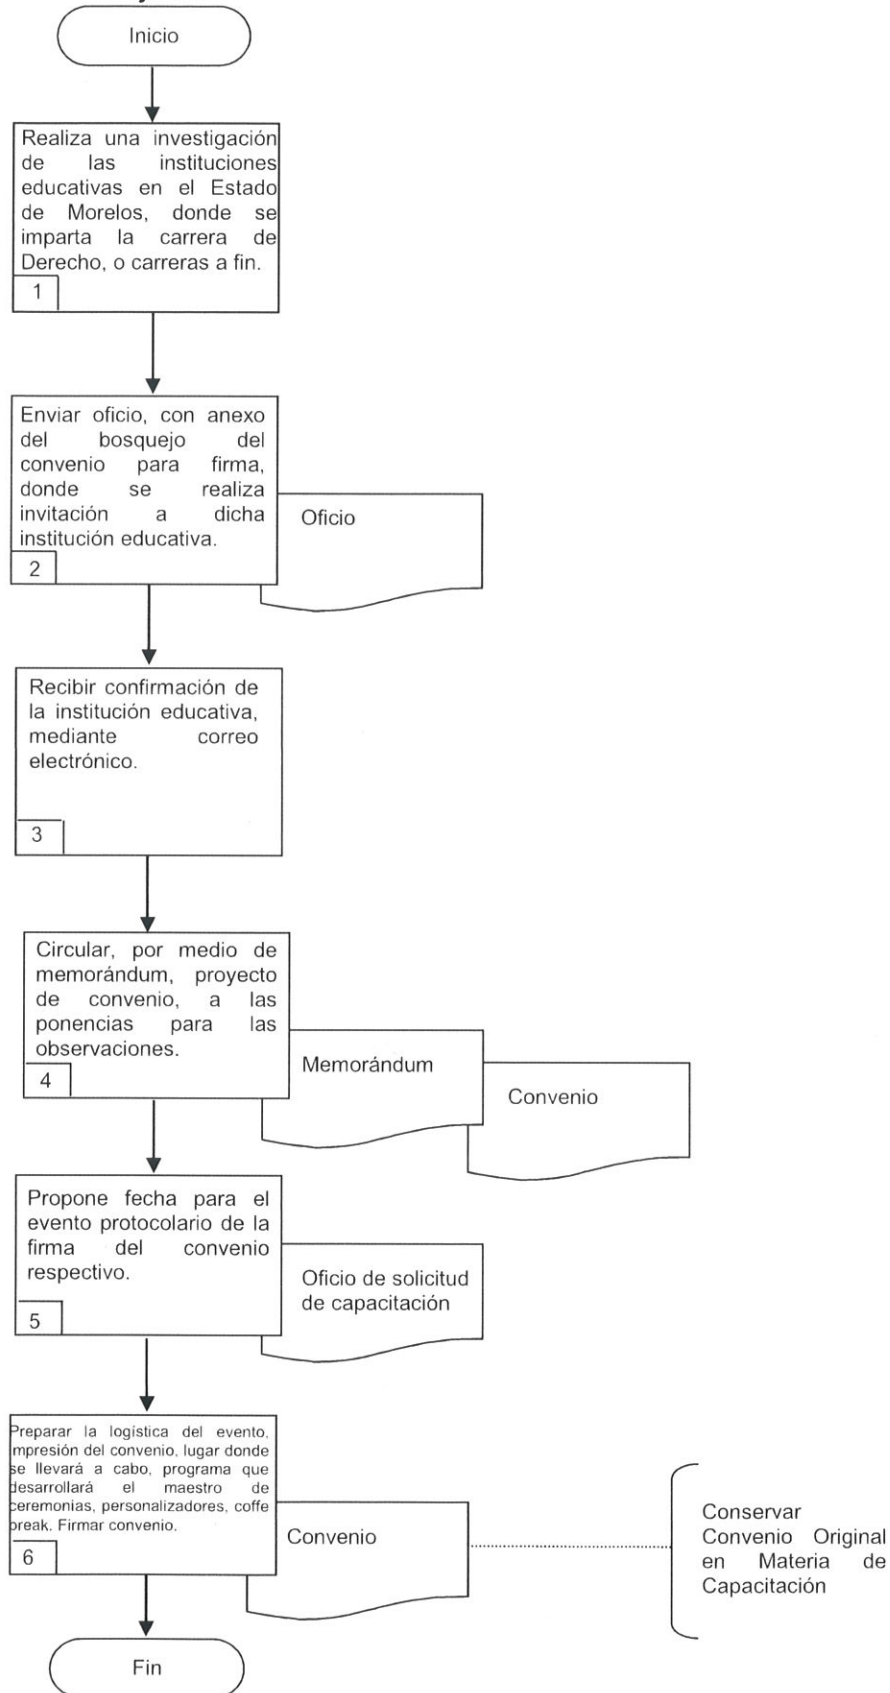 Inicio
Realiza una investigación
de las instituciones
educativas en el Estado
de Morelos, donde se
imparta la carrera de
Derecho, o carreras a fin.
1
Enviar oficio, con anexo
del bosquejo del
convenio para firma,
donde se realiza
invitación a dicha
institución educativa.
2
Oficio
Recibir confirmación de
la institución educativa,
mediante correo
electrónico.
3
Circular, por medio de
memorándum, proyecto
de convenio, a las
ponencias para las
observaciones.
4
Memorándum
Convenio
Propone fecha para el
evento protocolario de la
firma del convenio
respectivo.
5
Oficio de solicitud
de capacitación
Preparar la logística del evento,
impresión del convenio, lugar donde
se llevará a cabo, programa que
desarrollará el maestro de
ceremonias, personalizadores, coffe
break. Firmar convenio.
6
Convenio
Conservar
Convenio Original
en Materia de
Capacitación
Fin